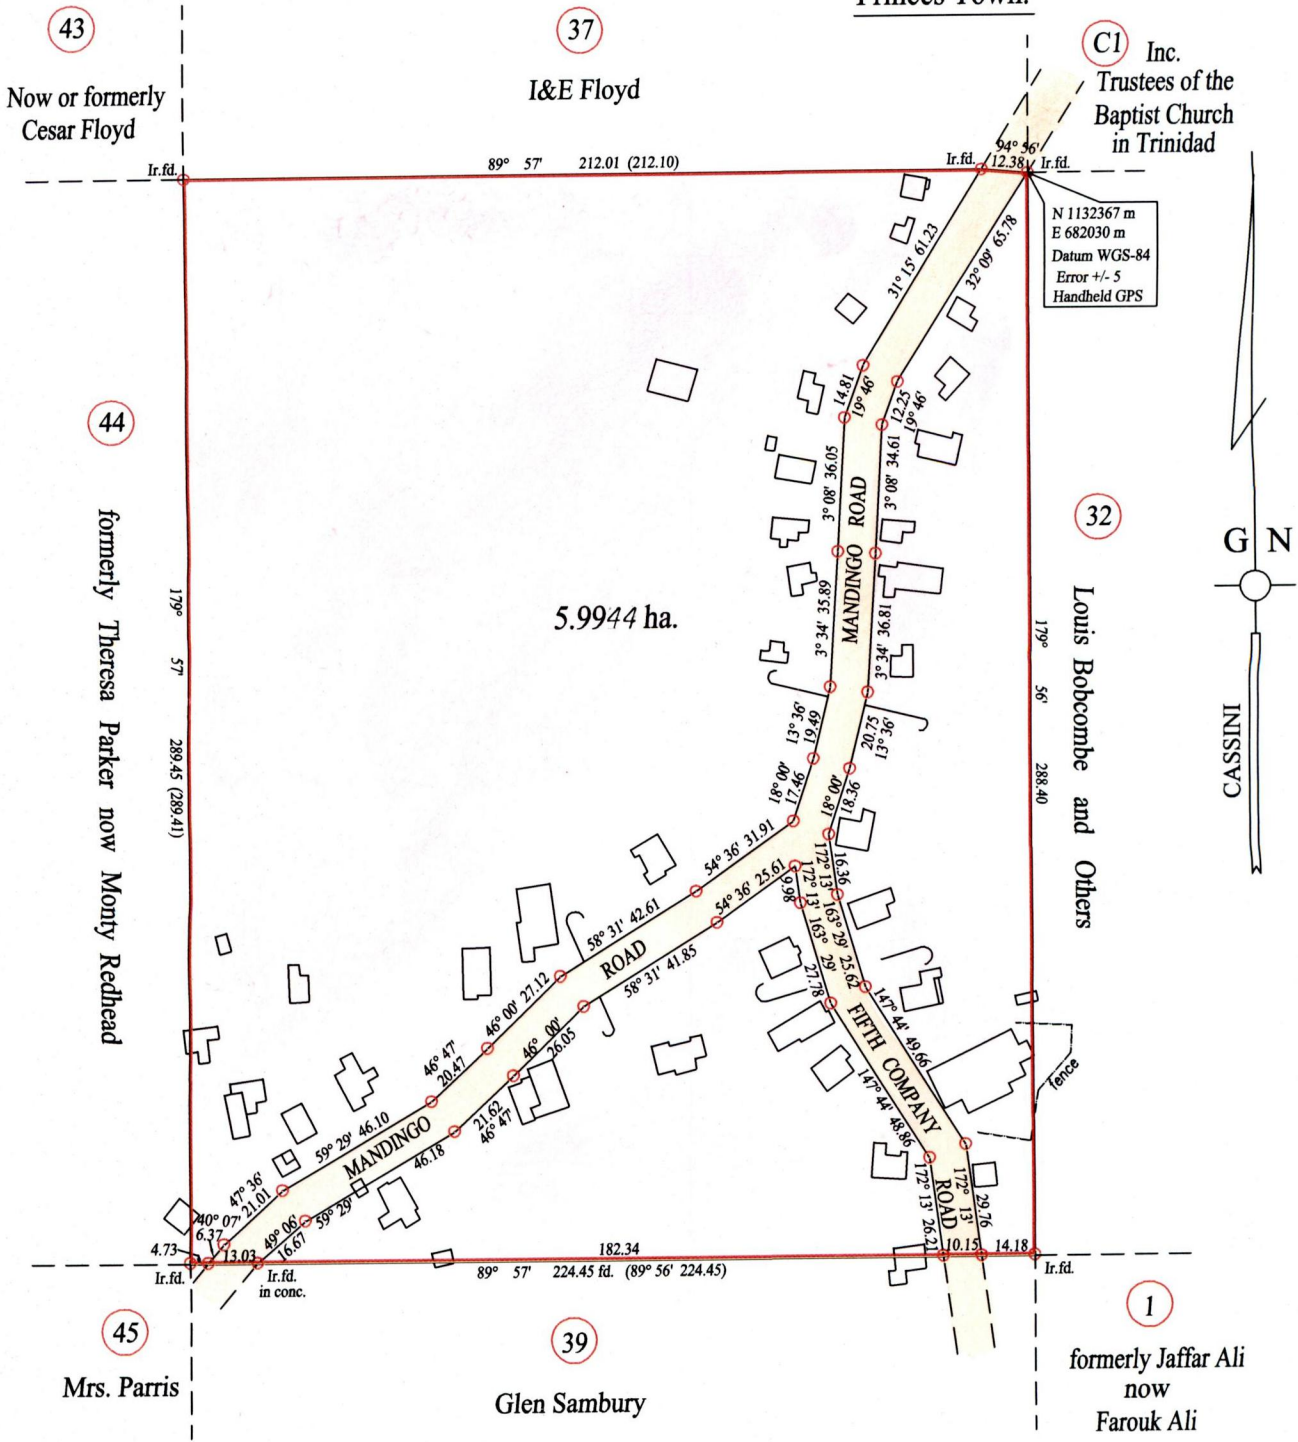 Princes Town.
43
37
C1
Inc.
Trustees of the
Baptist Church
in Trinidad
Now or formerly
Cesar Floyd
I&E Floyd
Ir.fd.
89° 57' 212.01 (212.10)
Ir.fd.
94° 56'
12.38
Ir.fd.
N 1132367 m
E 682030 m
Datum WGS-84
Error +/- 5
Handheld GPS
31° 15' 61.23
32° 09' 65.78
14.81
19° 46'
12.25
19° 46'
44
3° 08' 36.05
3° 08' 34.61
32
G N
CASSINI
MANDINGO ROAD
3° 34' 35.89
3° 34' 36.81
5.9944 ha.
formerly Theresa Parker now Monty Redhead
179° 57' 289.45 (289.41)
179° 56' 288.40
Louis Bobcombe and Others
13° 36'
19.49
20.75
13° 36'
18° 00'
17.46
18° 00'
18.36
54° 36' 31.91
54° 36' 25.61
172° 13'
16.36
172° 13'
9.98
163° 29' 25.62
163° 29'
27.78
58° 31' 42.61
58° 31' 41.85
ROAD
46° 00' 27.12
46° 00'
26.05
46° 47'
20.47
21.62
46° 47'
147° 44' 49.66
147° 44' 48.86
FIFTH COMPANY
ROAD
fence
59° 29' 46.10
MANDINGO
46.18
59° 29'
47° 36'
21.01
40° 07'
6.37
49° 06'
16.67
172° 13'
29.76
172° 13' 26.21
4.73
13.03
182.34
10.15
14.18
Ir.fd.
Ir.fd.
in conc.
89° 57' 224.45 fd. (89° 56' 224.45)
Ir.fd.
45
39
1
Mrs. Parris
Glen Sambury
formerly Jaffar Ali
now
Farouk Ali